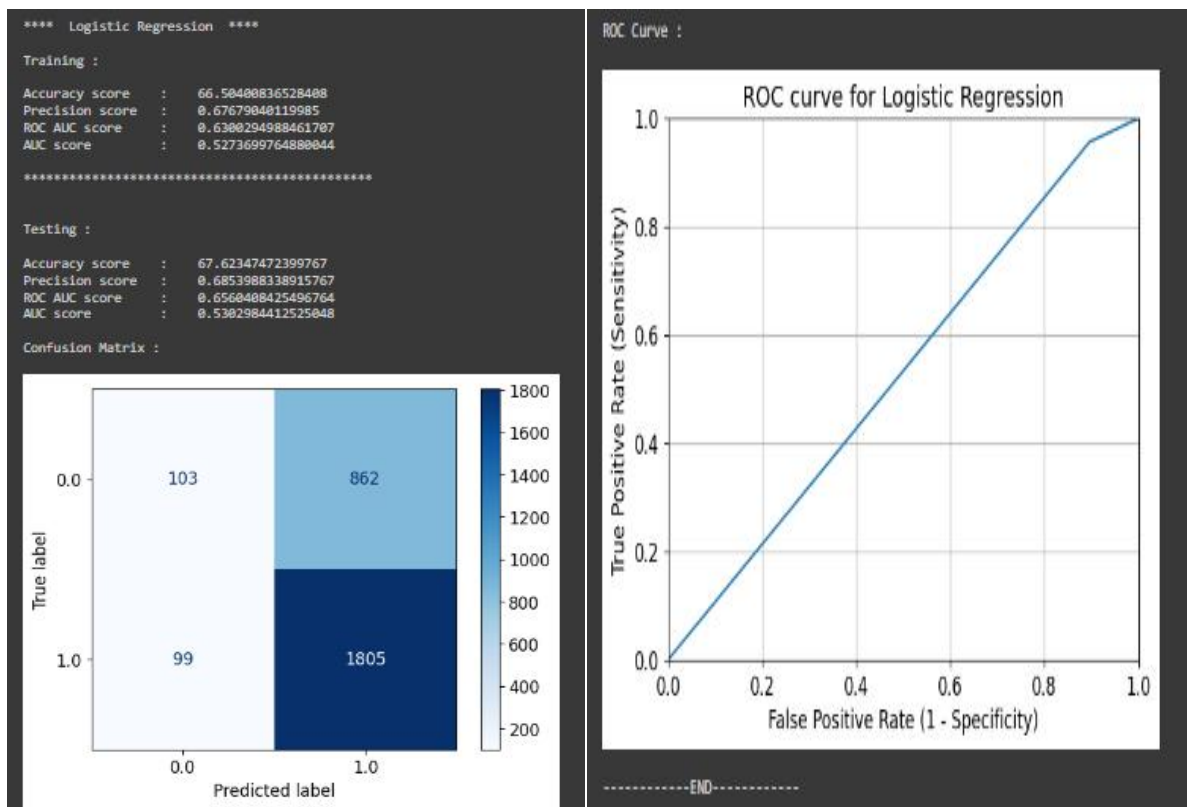 **** Logistic Regression ****
Training :
Accuracy score : 66.50400836528408
Precision score : 0.67679040119985
ROC AUC score : 0.6300294988461707
AUC score : 0.5273699764880044
**********************************************
Testing :
Accuracy score : 67.62347472399767
Precision score : 0.6853988338915767
ROC AUC score : 0.6560408425496764
AUC score : 0.5302984412525048
Confusion Matrix :
True label
0.0
1.0
103 862
99 1805
0.0 1.0
Predicted label
1800
1600
1400
1200
1000
800
600
400
200
ROC Curve :
ROC curve for Logistic Regression
True Positive Rate (Sensitivity)
1.0
0.8
0.6
0.4
0.2
0.0
0.0 0.2 0.4 0.6 0.8 1.0
False Positive Rate (1 - Specificity)
------------END------------